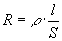 R = ρ · l/S